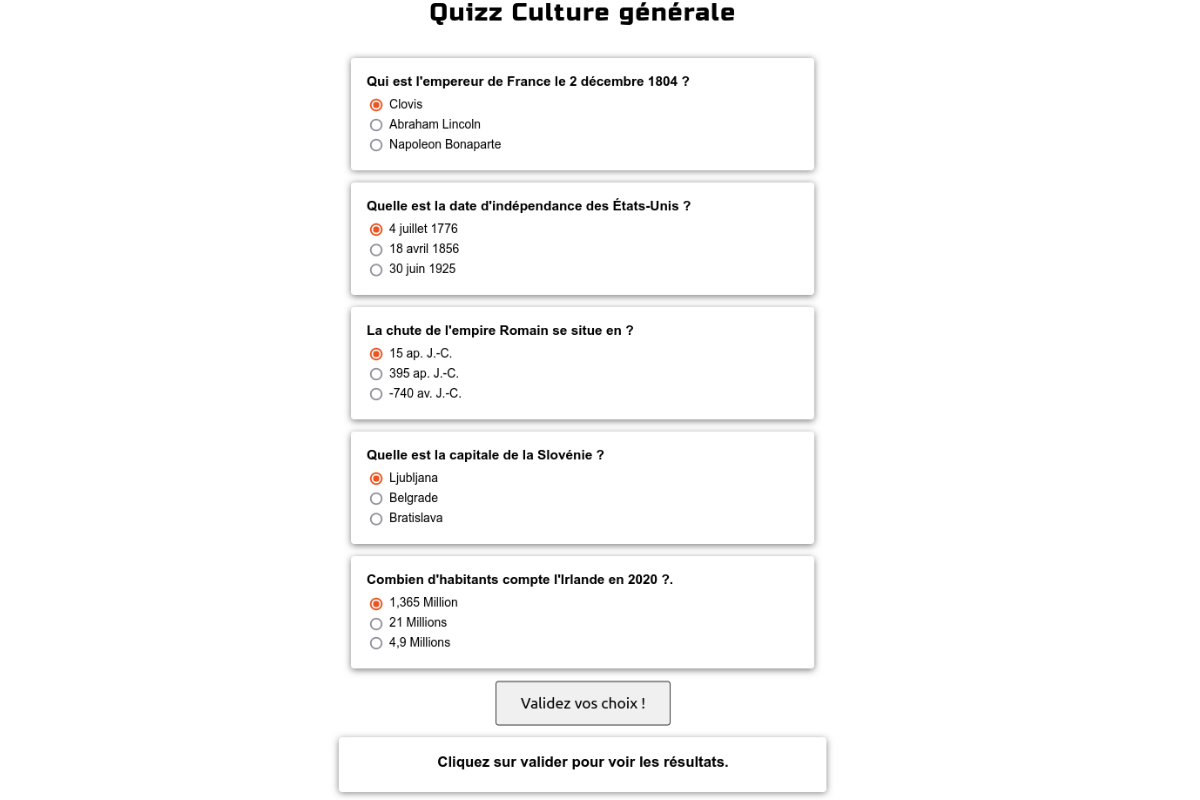 Quizz Culture générale
Qui est l'empereur de France le 2 décembre 1804 ?
Clovis
Abraham Lincoln
Napoleon Bonaparte
Quelle est la date d'indépendance des États-Unis ?
4 juillet 1776
18 avril 1856
30 juin 1925
La chute de l'empire Romain se situe en ?
15 ap. J.-C.
395 ap. J.-C.
-740 av. J.-C.
Quelle est la capitale de la Slovénie ?
Ljubljana
Belgrade
Bratislava
Combien d'habitants compte l'Irlande en 2020 ?.
1,365 Million
21 Millions
4,9 Millions
Validez vos choix !
Cliquez sur valider pour voir les résultats.